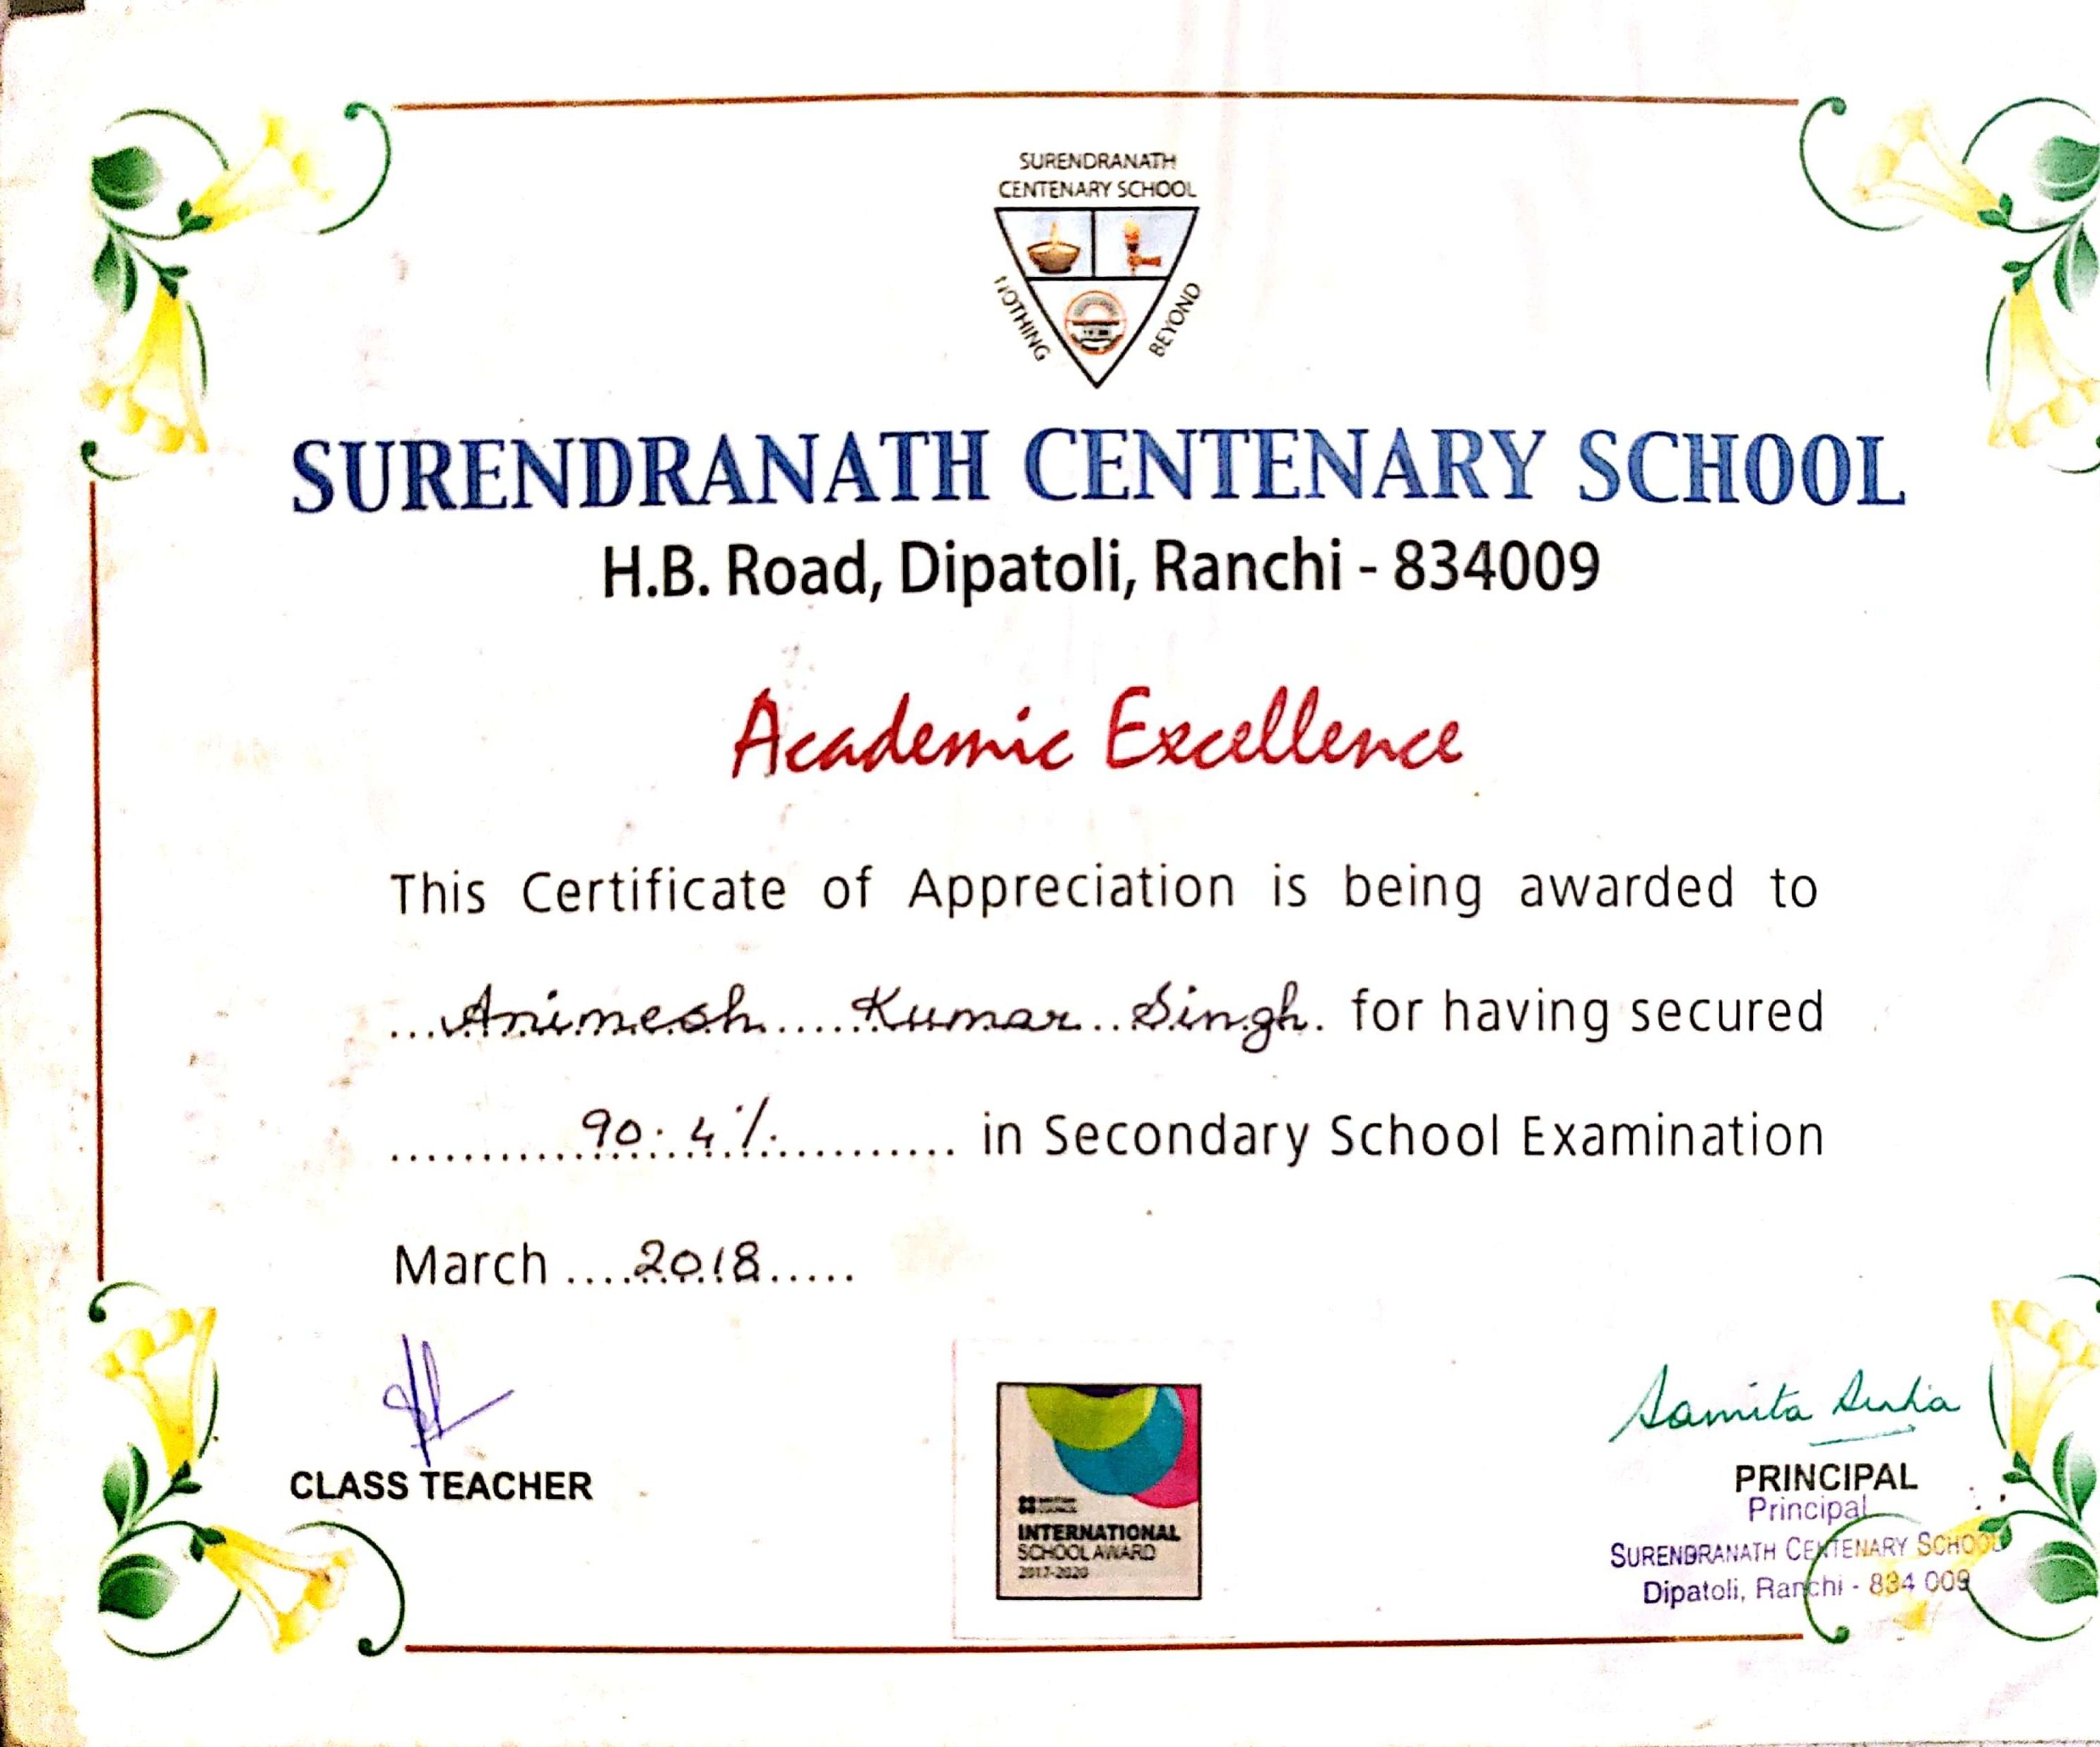 SURENDRANATH
CENTENARY SCHOOL
NOTHING BEYOND
SURENDRANATH CENTENARY SCHOOL
H.B. Road, Dipatoli, Ranchi - 834009
Academic Excellence
This Certificate of Appreciation is being awarded to
...Animesh.....Kumar...Singh. for having secured
............90.4%............ in Secondary School Examination
March ....2018.....
Samita
CLASS TEACHER
PRINCIPAL
Principal
SURENDRANATH CENTENARY SCHOOL
Dipatoli, Ranchi - 834 009
INTERNATIONAL
SCHOOL AWARD
2017-2020